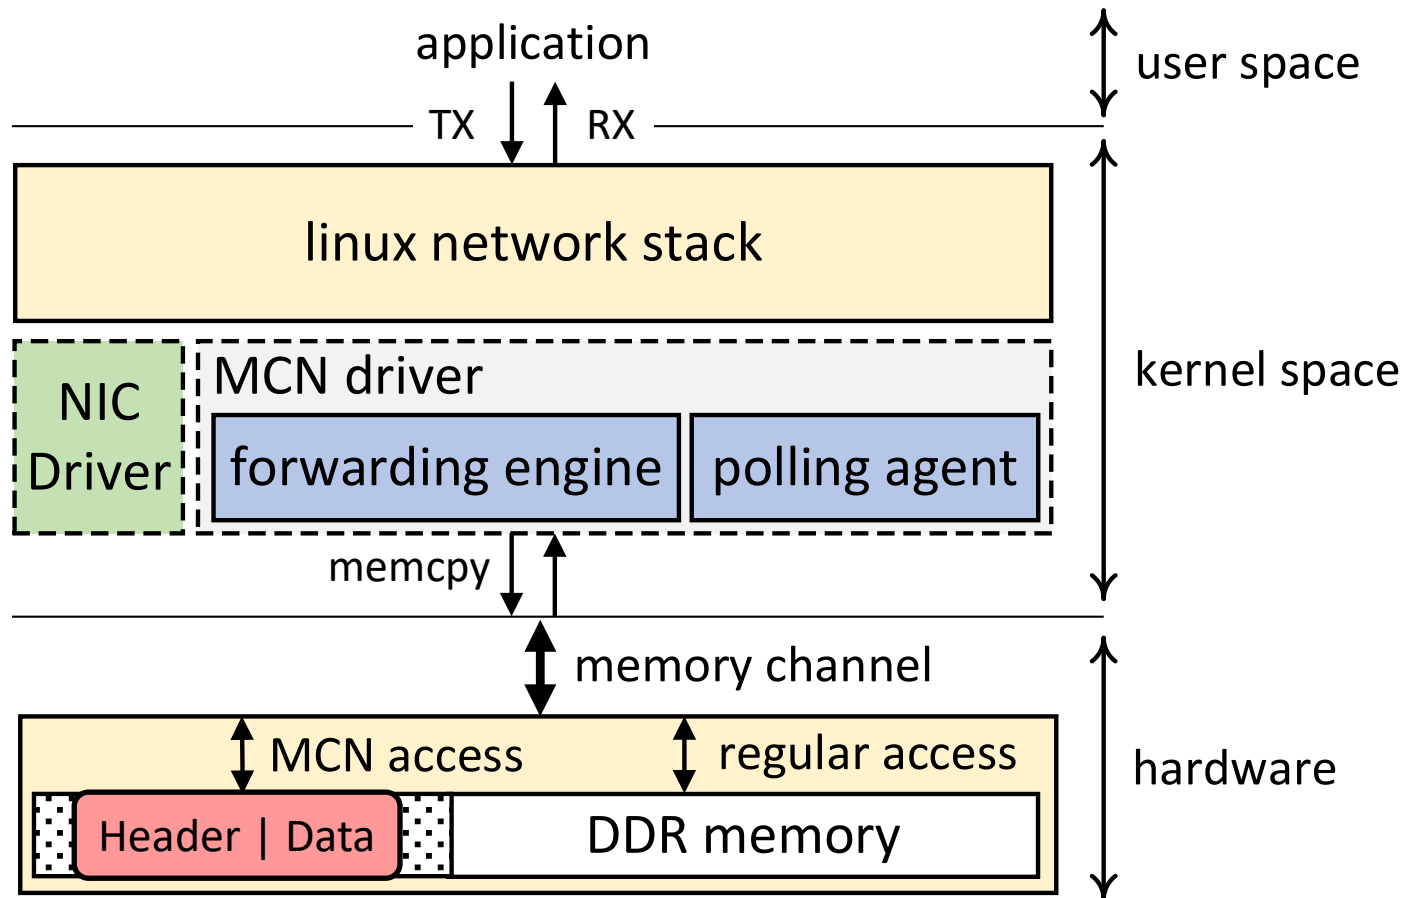 application
user space
TX
RX
linux network stack
NIC
Driver
MCN driver
forwarding engine
polling agent
kernel space
memcpy
memory channel
MCN access
regular access
hardware
Header | Data
DDR memory